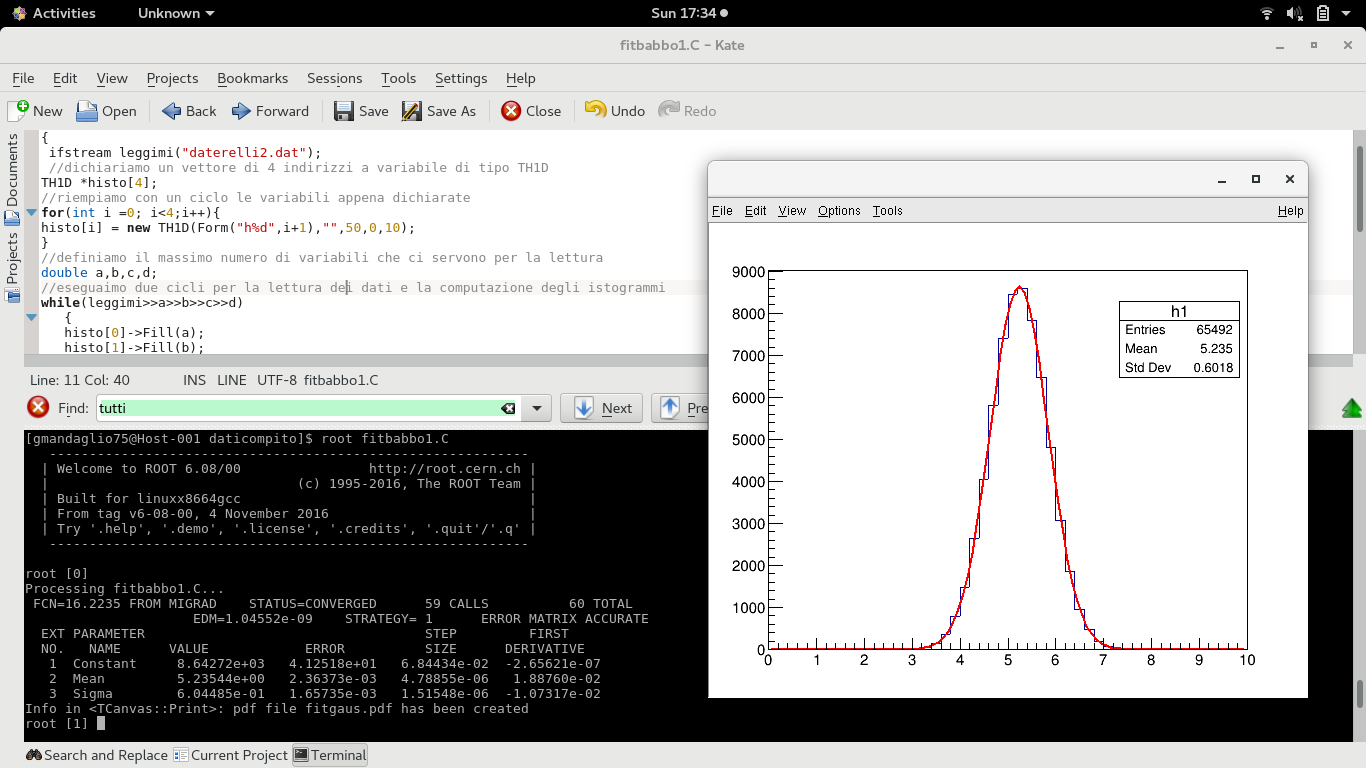 Activities Unknown Sun 17:34
fitbabbo1.C – Kate
File Edit View Projects Bookmarks Sessions Tools Settings Help
New Open Back Forward Save Save As Close Undo Redo
Documents
Projects
{
ifstream leggimi("daterelli2.dat");
//dichiariamo un vettore di 4 indirizzi a variabile di tipo TH1D
TH1D *histo[4];
//riempiamo con un ciclo le variabili appena dichiarate
for(int i =0; i<4;i++){
histo[i] = new TH1D(Form("h%d",i+1),"",50,0,10);
}
//definiamo il massimo numero di variabili che ci servono per la lettura
double a,b,c,d;
//eseguaimo due cicli per la lettura dei dati e la computazione degli istogrammi
while(leggimi>>a>>b>>c>>d)
{
histo[0]->Fill(a);
histo[1]->Fill(b);
Line: 11 Col: 40 INS LINE UTF-8 fitbabbo1.C
Find: tutti Next Pre
[gmandaglio75@Host-001 daticompito]$ root fitbabbo1.C
------------------------------------------------------------
| Welcome to ROOT 6.08/00 http://root.cern.ch |
| (c) 1995-2016, The ROOT Team |
| Built for linuxx8664gcc |
| From tag v6-08-00, 4 November 2016 |
| Try '.help', '.demo', '.license', '.credits', '.quit'/'.q' |
------------------------------------------------------------
root [0]
Processing fitbabbo1.C...
FCN=16.2235 FROM MIGRAD STATUS=CONVERGED 59 CALLS 60 TOTAL
EDM=1.04552e-09 STRATEGY= 1 ERROR MATRIX ACCURATE
EXT PARAMETER STEP FIRST
NO. NAME VALUE ERROR SIZE DERIVATIVE
1 Constant 8.64272e+03 4.12518e+01 6.84434e-02 -2.65621e-07
2 Mean 5.23544e+00 2.36373e-03 4.78855e-06 1.88760e-02
3 Sigma 6.04485e-01 1.65735e-03 1.51548e-06 -1.07317e-02
Info in <TCanvas::Print>: pdf file fitgaus.pdf has been created
root [1]
Search and Replace Current Project Terminal
File Edit View Options Tools Help
9000
8000
7000
6000
5000
4000
3000
2000
1000
0
0 1 2 3 4 5 6 7 8 9 10
h1
Entries 65492
Mean 5.235
Std Dev 0.6018